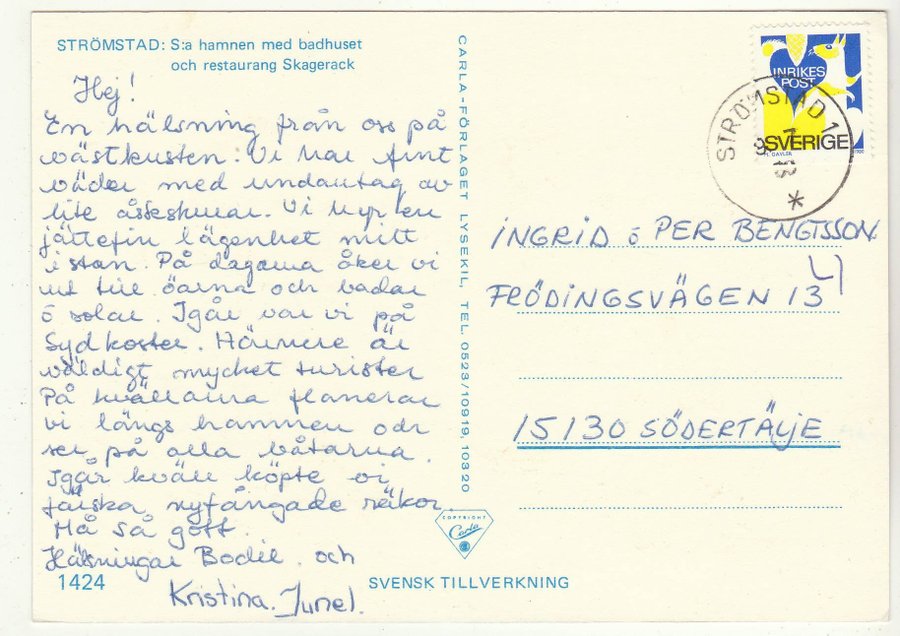 STRÖMSTAD: S:a hamnen med badhuset
och restaurang Skagerack
Hej!
En hälsning från oss på
västkusten. Vi har fint
väder med undantag av
lite åskskurar. Vi hyr en
jättefin lägenhet mitt
i stan. På dagarna åker vi
ut till öarna och badar
ö solar. Igår var vi på
Sydkoster. Härnere är
väldigt mycket turister
På kvällarna flanerar
vi längs hamnen och
ser på alla båtarna.
Igår kväll köpte vi
färska nyfångade räkor.
Må så gott.
Hälsningar Bodil och
Kristina. Junel.
1424
CARLA-FÖRLAGET LYSEKIL, TEL. 0523/10919, 10320
COPYRIGHT
Carla
SVENSK TILLVERKNING
INRIKES
POST
SVERIGE
STRÖMSTAD 1
INGRID ö PER BENGTSSON
FRÖDINGSVÄGEN 13
15130 SÖDERTÄLJE